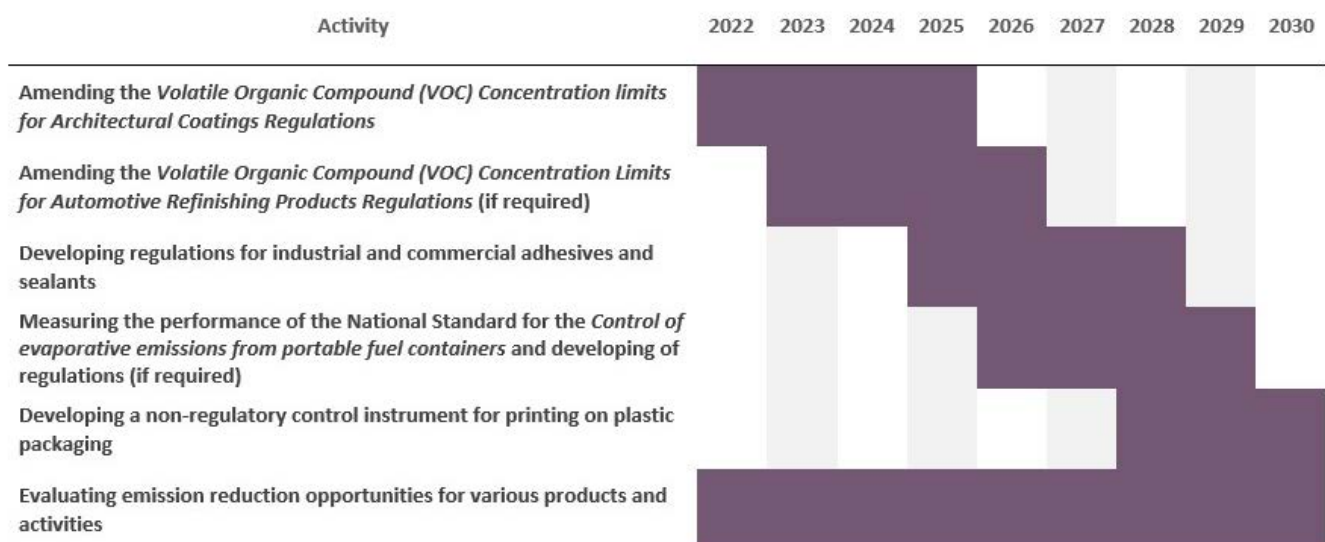 Activity 2022 2023 2024 2025 2026 2027 2028 2029 2030
Amending the Volatile Organic Compound (VOC) Concentration limits
for Architectural Coatings Regulations
Amending the Volatile Organic Compound (VOC) Concentration Limits
for Automotive Refinishing Products Regulations (if required)
Developing regulations for industrial and commercial adhesives and
sealants
Measuring the performance of the National Standard for the Control of
evaporative emissions from portable fuel containers and developing of
regulations (if required)
Developing a non-regulatory control instrument for printing on plastic
packaging
Evaluating emission reduction opportunities for various products and
activities